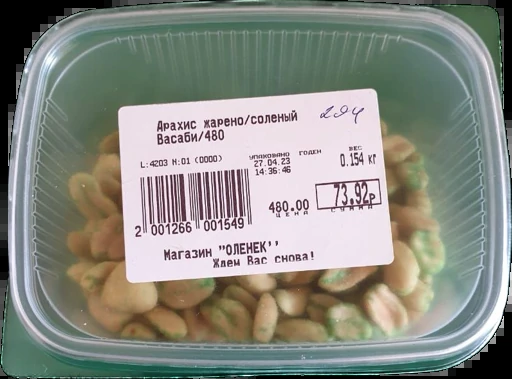 Арахис жарено/соленый
Васаби/480
294
L:4203 Н:01 (0000)
УПАКОВАНО ГОДЕН
27.04.23
14:36:46
ВЕС
0.154 кг
480.00
ЦЕНА
73.92р
СУММА
2 001266 001549
Магазин "ОЛЕНЕК''
Ждем Вас снова!